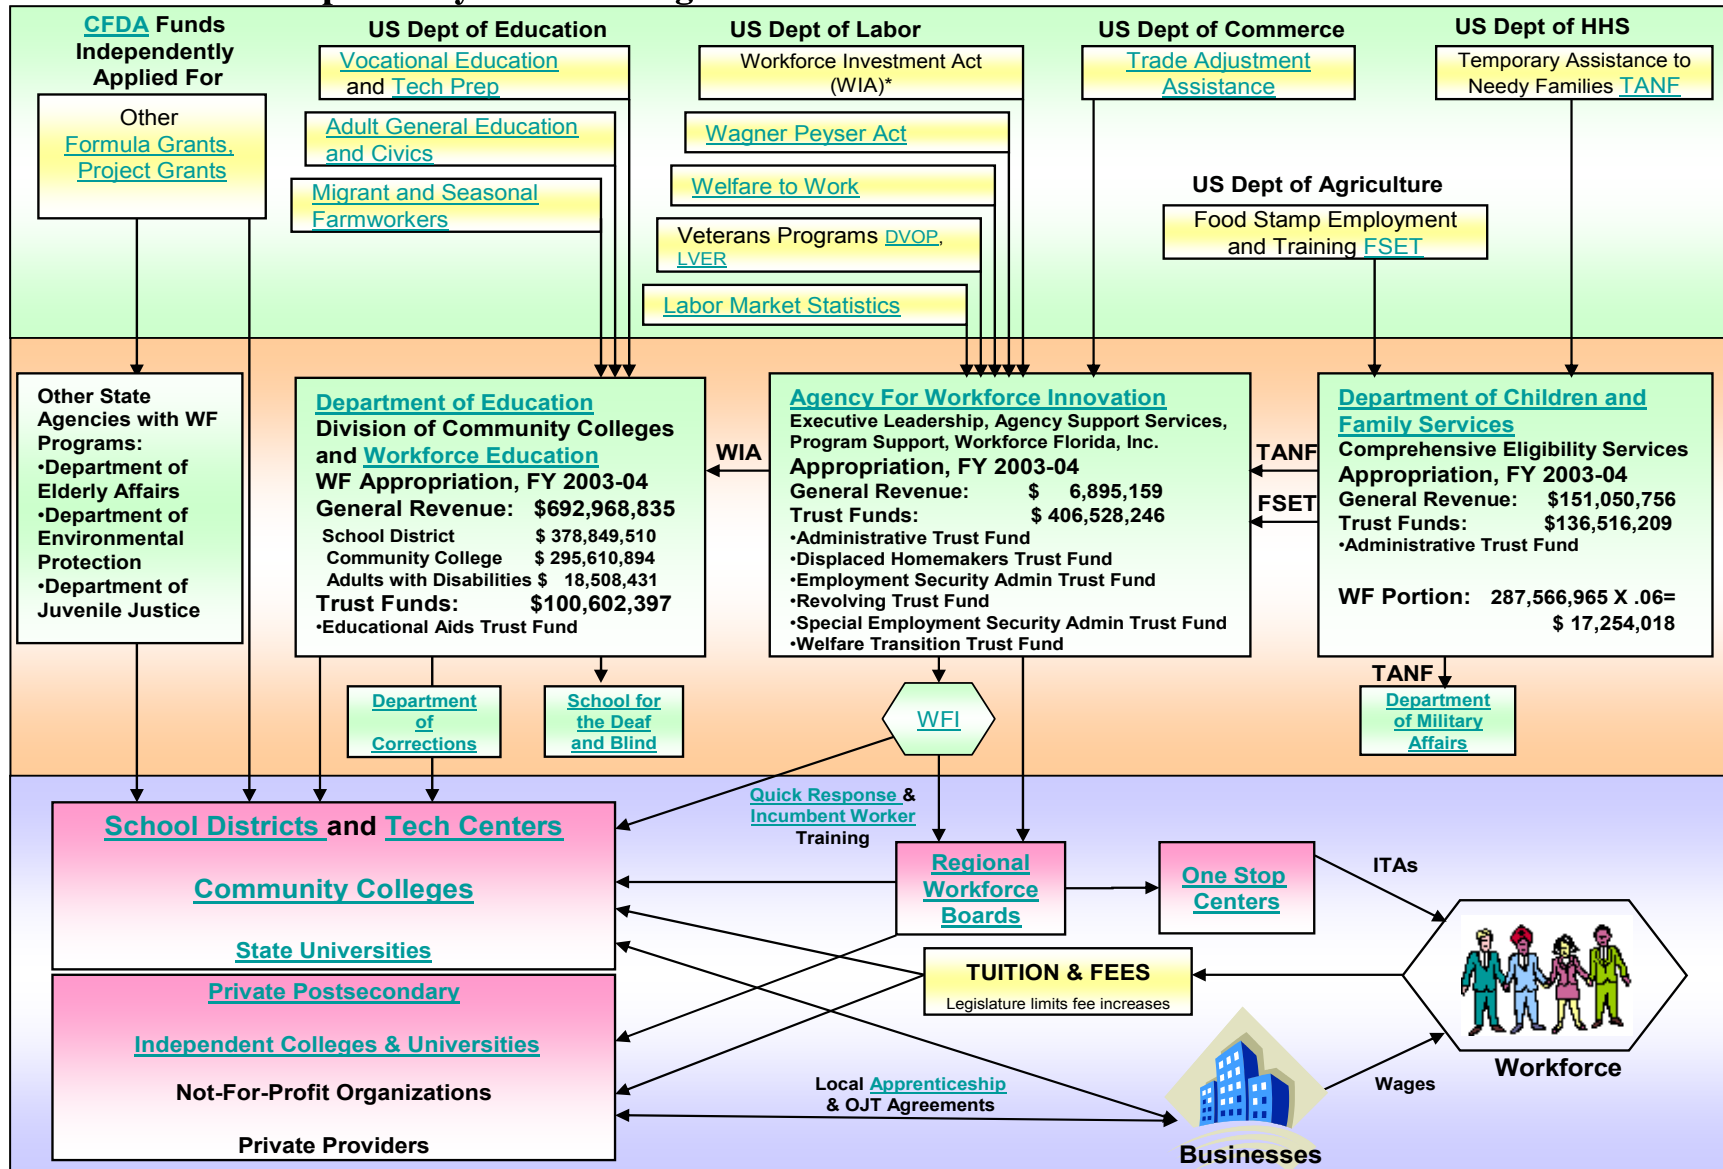 CFDA Funds
Independently
Applied For
Other
Formula Grants,
Project Grants
US Dept of Education
Vocational Education
and Tech Prep
Adult General Education
and Civics
Migrant and Seasonal
Farmworkers
US Dept of Labor
Workforce Investment Act
(WIA)*
Wagner Peyser Act
Welfare to Work
Veterans Programs DVOP,
LVER
Labor Market Statistics
US Dept of Commerce
Trade Adjustment
Assistance
US Dept of HHS
Temporary Assistance to
Needy Families TANF
US Dept of Agriculture
Food Stamp Employment
and Training FSET
Other State
Agencies with WF
Programs:
•Department of
Elderly Affairs
•Department of
Environmental
Protection
•Department of
Juvenile Justice
Department of Education
Division of Community Colleges
and Workforce Education
WF Appropriation, FY 2003-04
General Revenue: $692,968,835
School District $ 378,849,510
Community College $ 295,610,894
Adults with Disabilities $ 18,508,431
Trust Funds: $100,602,397
•Educational Aids Trust Fund
WIA
Agency For Workforce Innovation
Executive Leadership, Agency Support Services,
Program Support, Workforce Florida, Inc.
Appropriation, FY 2003-04
General Revenue: $ 6,895,159
Trust Funds: $ 406,528,246
•Administrative Trust Fund
•Displaced Homemakers Trust Fund
•Employment Security Admin Trust Fund
•Revolving Trust Fund
•Special Employment Security Admin Trust Fund
•Welfare Transition Trust Fund
TANF
FSET
Department of Children and
Family Services
Comprehensive Eligibility Services
Appropriation, FY 2003-04
General Revenue: $151,050,756
Trust Funds: $136,516,209
•Administrative Trust Fund
WF Portion: 287,566,965 X .06=
$ 17,254,018
TANF
Department
of
Corrections
School for
the Deaf
and Blind
WFI
Department
of Military
Affairs
School Districts and Tech Centers
Community Colleges
State Universities
Quick Response &
Incumbent Worker
Training
Regional
Workforce
Boards
One Stop
Centers
ITAs
TUITION & FEES
Legislature limits fee increases
Workforce
Private Postsecondary
Independent Colleges & Universities
Not-For-Profit Organizations
Private Providers
Local Apprenticeship
& OJT Agreements
Wages
Businesses